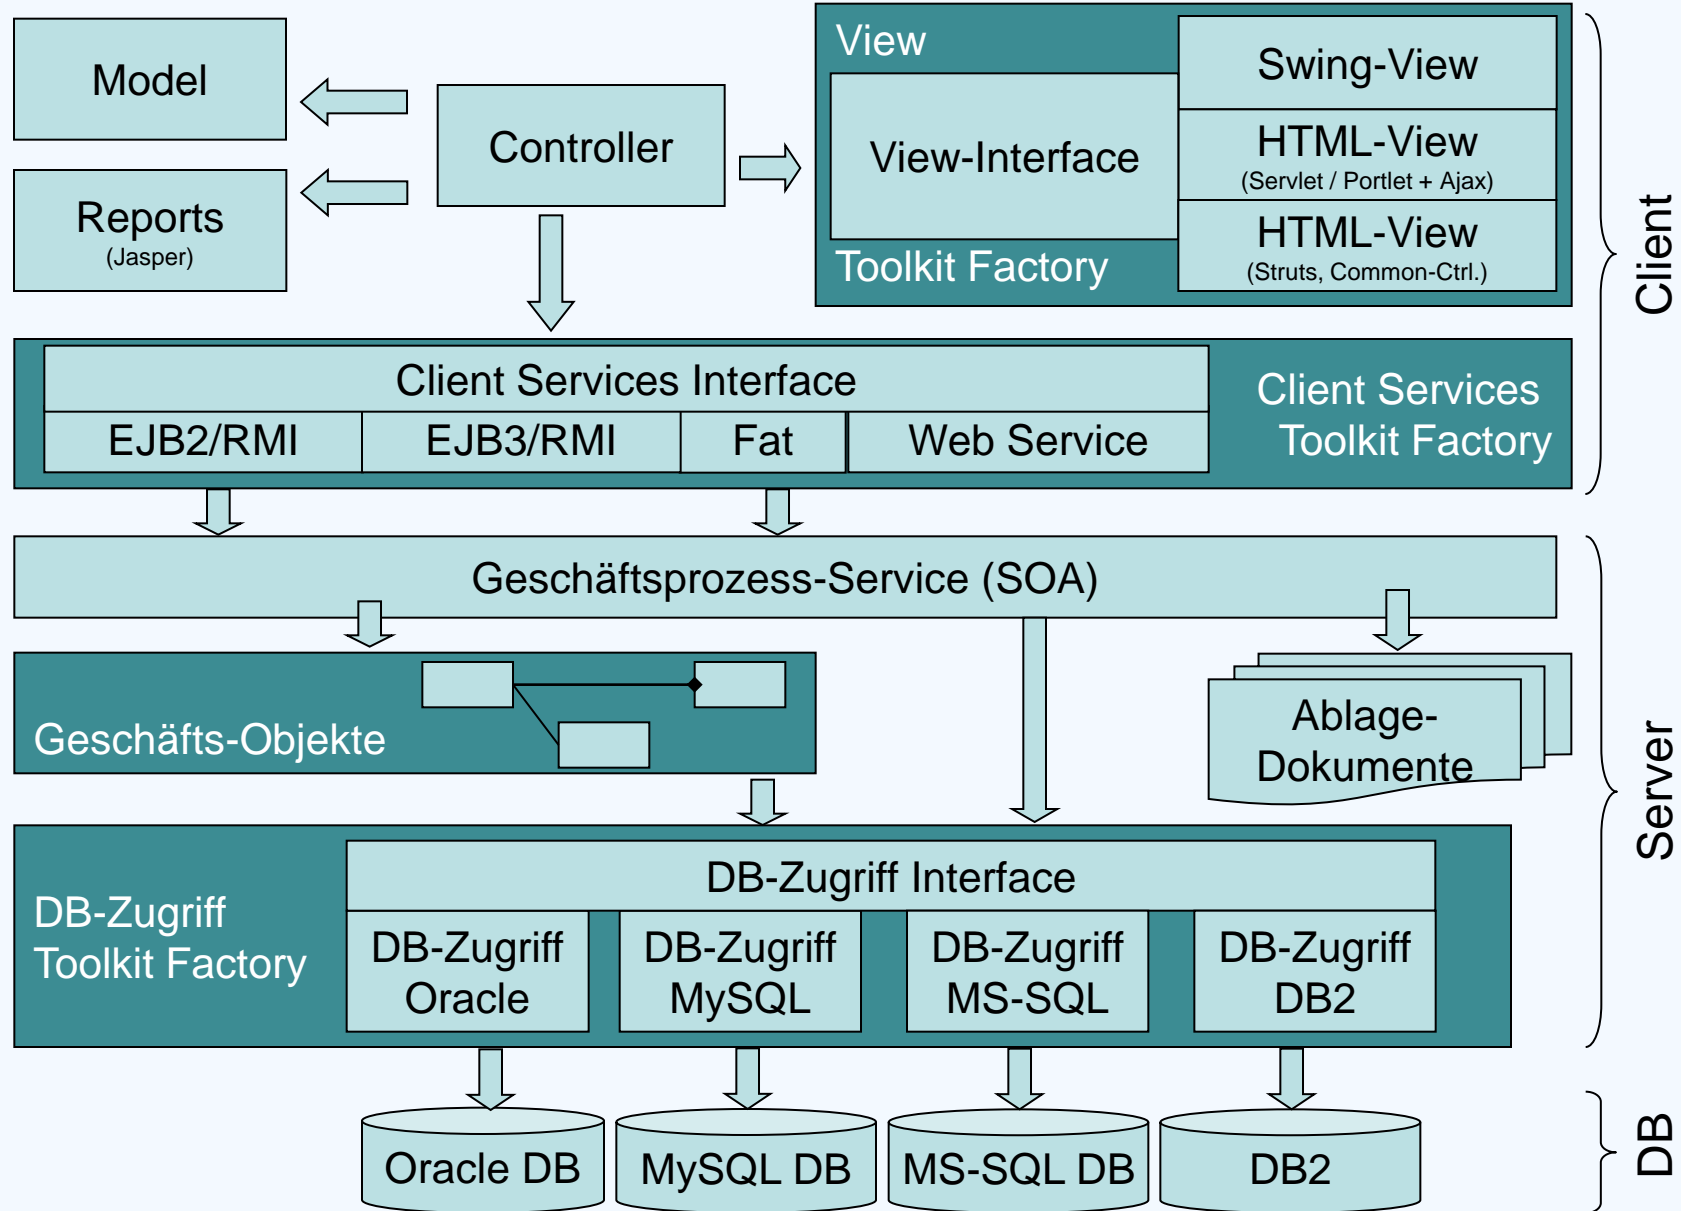 Model
Reports
(Jasper)
Controller
View
View-Interface
Toolkit Factory
Swing-View
HTML-View
(Servlet / Portlet + Ajax)
HTML-View
(Struts, Common-Ctrl.)
Client
Client Services Interface
EJB2/RMI
EJB3/RMI
Fat
Web Service
Client Services
Toolkit Factory
Geschäftsprozess-Service (SOA)
Geschäfts-Objekte
Ablage-
Dokumente
Server
DB-Zugriff
Toolkit Factory
DB-Zugriff Interface
DB-Zugriff
Oracle
DB-Zugriff
MySQL
DB-Zugriff
MS-SQL
DB-Zugriff
DB2
Oracle DB
MySQL DB
MS-SQL DB
DB2
DB